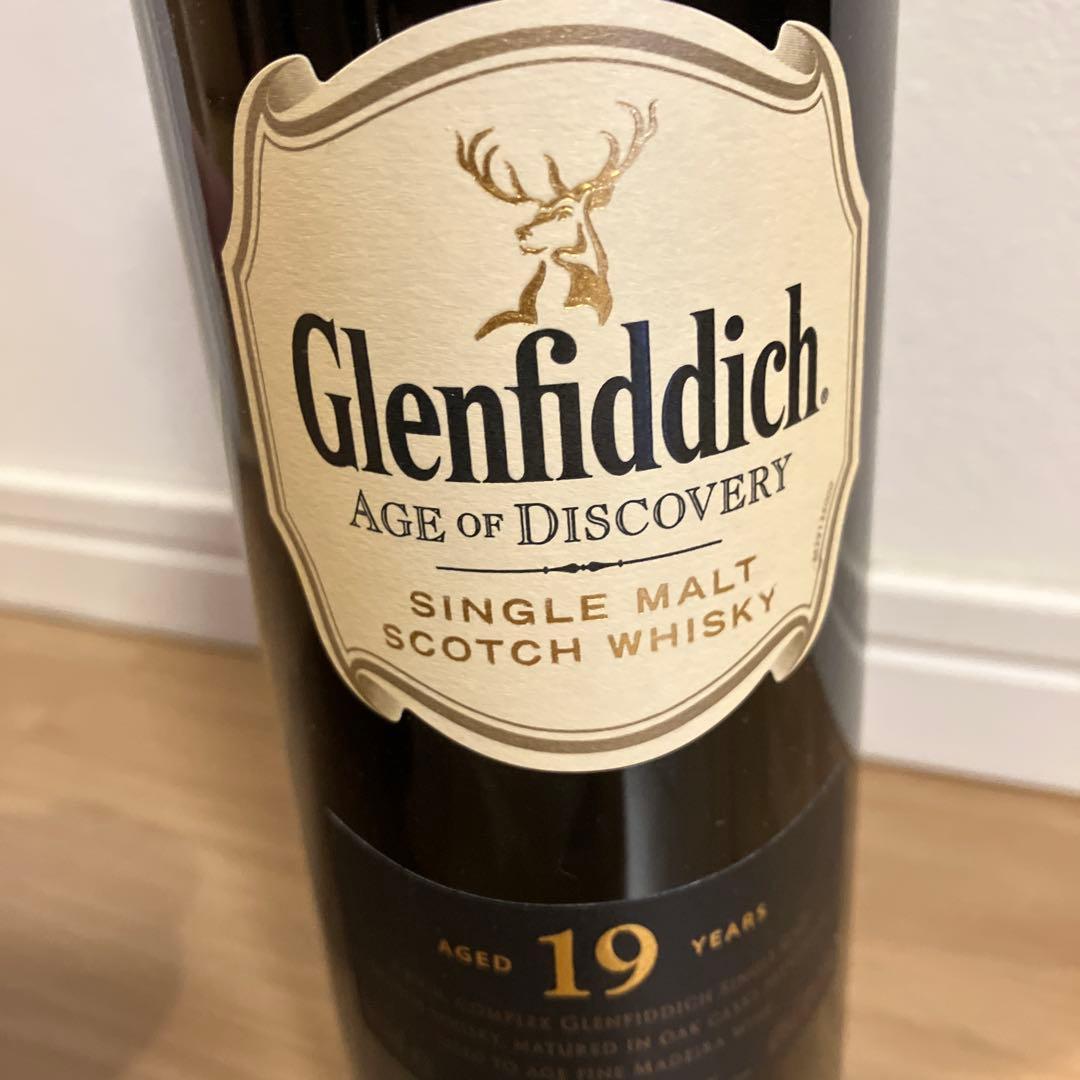 Glenfiddich®
AGE OF DISCOVERY
SINGLE MALT
SCOTCH WHISKY
AGED 19 YEARS
COMPLEX GLENFIDDICH SINGLE
WHISKY, MATURED IN OAK CASKS
TO AGE FINE MADEIRA